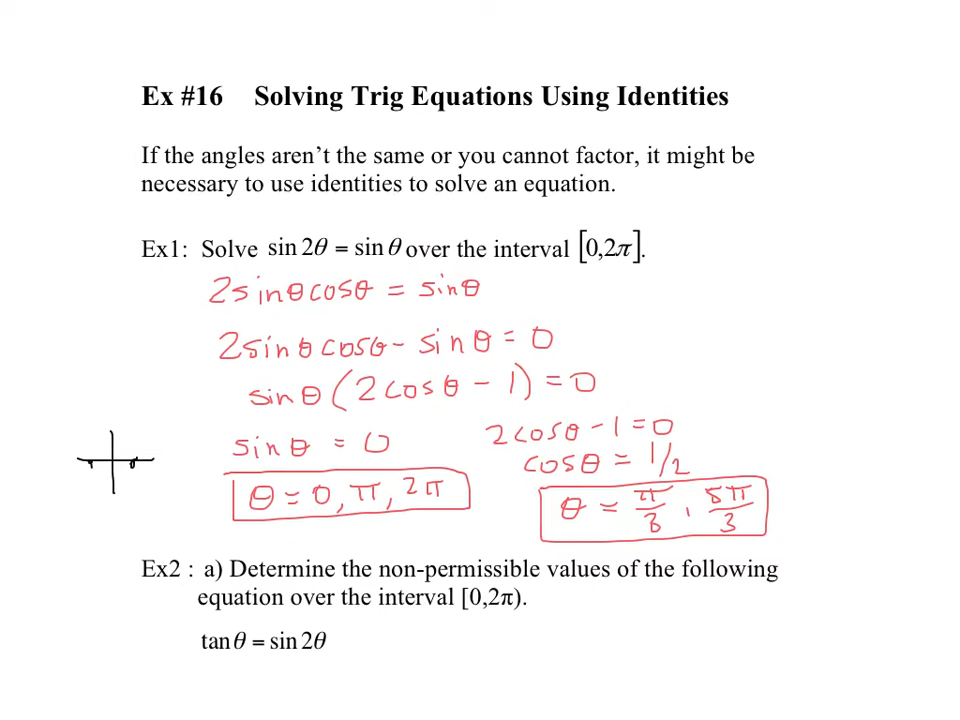 Ex #16 Solving Trig Equations Using Identities
If the angles aren't the same or you cannot factor, it might be
necessary to use identities to solve an equation.
Ex1: Solve sin 2θ = sin θ over the interval [0,2π].
2sinθcosθ = sinθ
2sinθcosθ - sinθ = 0
sinθ(2cosθ - 1) = 0
sinθ = 0
θ = 0, π, 2π
2cosθ - 1 = 0
cosθ = 1/2
θ = π/3, 5π/3
Ex2 : a) Determine the non-permissible values of the following
equation over the interval [0,2π).
tan θ = sin 2θ